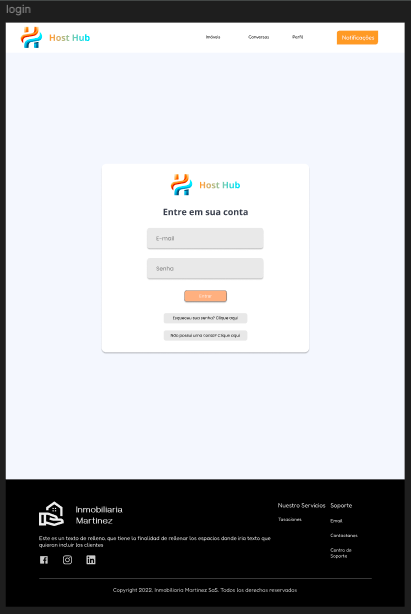 login
Host Hub
Imóveis
Conversas
Perfil
Notificações
Host Hub
Entre em sua conta
E-mail
Senha
Entrar
Esqueceu sua senha? Clique aqui
Não possui uma conta? Clique aqui
Inmobiliaria
Martinez
Este es un texto de relleno, que tiene la finalidad de rellenar los espacios donde iria texto que
quieran incluir los clientes
Nuestro Servicios
Tasaciones
Soporte
Email
Contactanos
Centro de
Soporte
Copyright 2022. Inmobiliaria Martinez SaS. Todos los derechos reservados